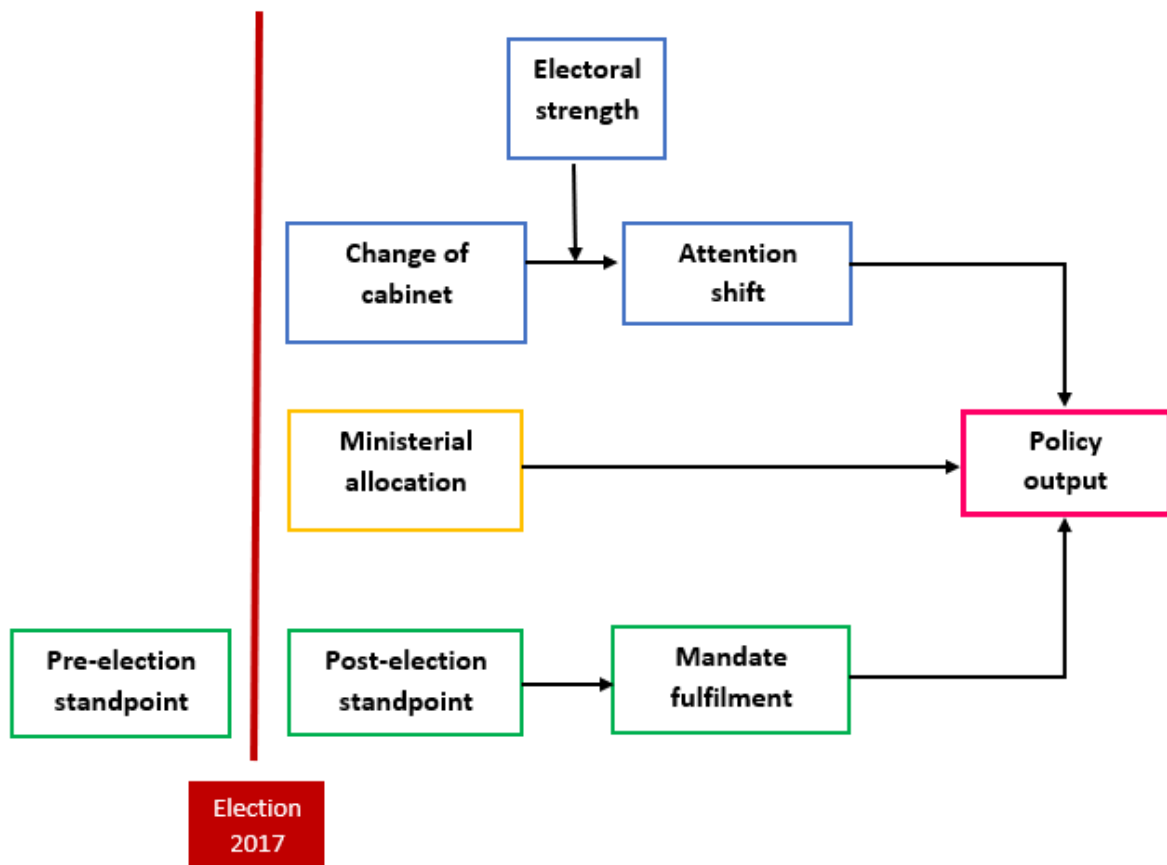 Electoral
strength
Change of
cabinet
Attention
shift
Ministerial
allocation
Policy
output
Pre-election
standpoint
Post-election
standpoint
Mandate
fulfilment
Election
2017